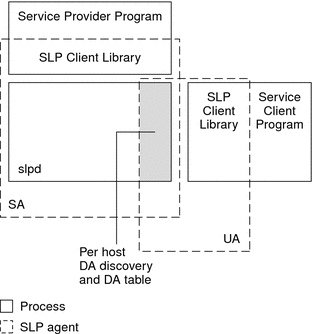 Service Provider Program
SLP Client Library
SLP
Client
Library
Service
Client
Program
slpd
SA
UA
Per host
DA discovery
and DA table
Process
SLP agent